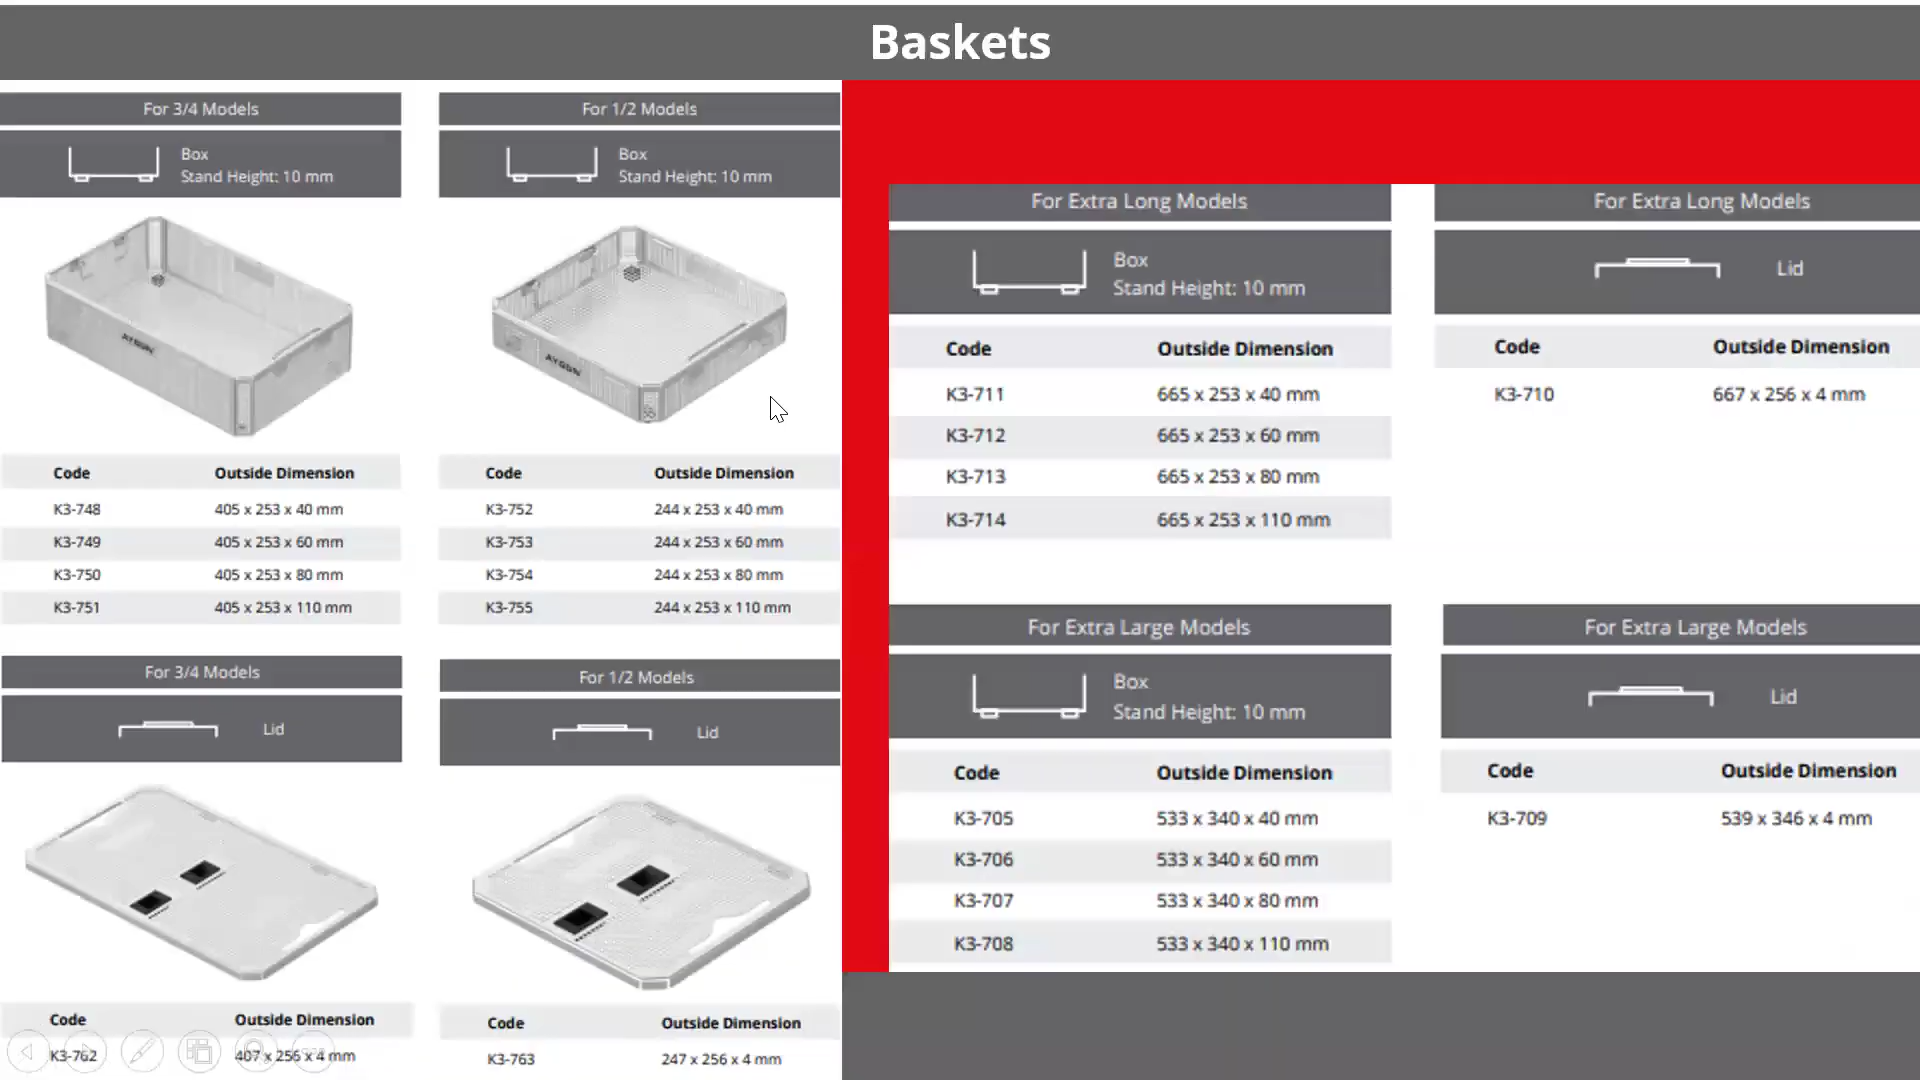 Baskets
For 3/4 Models
Box
Stand Height: 10 mm
AYGUN
Code Outside Dimension
K3-748 405 x 253 x 40 mm
K3-749 405 x 253 x 60 mm
K3-750 405 x 253 x 80 mm
K3-751 405 x 253 x 110 mm
For 3/4 Models
Lid
Code Outside Dimension
K3-762 407 x 256 x 4 mm
For 1/2 Models
Box
Stand Height: 10 mm
AYGUN
Code Outside Dimension
K3-752 244 x 253 x 40 mm
K3-753 244 x 253 x 60 mm
K3-754 244 x 253 x 80 mm
K3-755 244 x 253 x 110 mm
For 1/2 Models
Lid
Code Outside Dimension
K3-763 247 x 256 x 4 mm
For Extra Long Models
Box
Stand Height: 10 mm
Code Outside Dimension
K3-711 665 x 253 x 40 mm
K3-712 665 x 253 x 60 mm
K3-713 665 x 253 x 80 mm
K3-714 665 x 253 x 110 mm
For Extra Long Models
Lid
Code Outside Dimension
K3-710 667 x 256 x 4 mm
For Extra Large Models
Box
Stand Height: 10 mm
Code Outside Dimension
K3-705 533 x 340 x 40 mm
K3-706 533 x 340 x 60 mm
K3-707 533 x 340 x 80 mm
K3-708 533 x 340 x 110 mm
For Extra Large Models
Lid
Code Outside Dimension
K3-709 539 x 346 x 4 mm